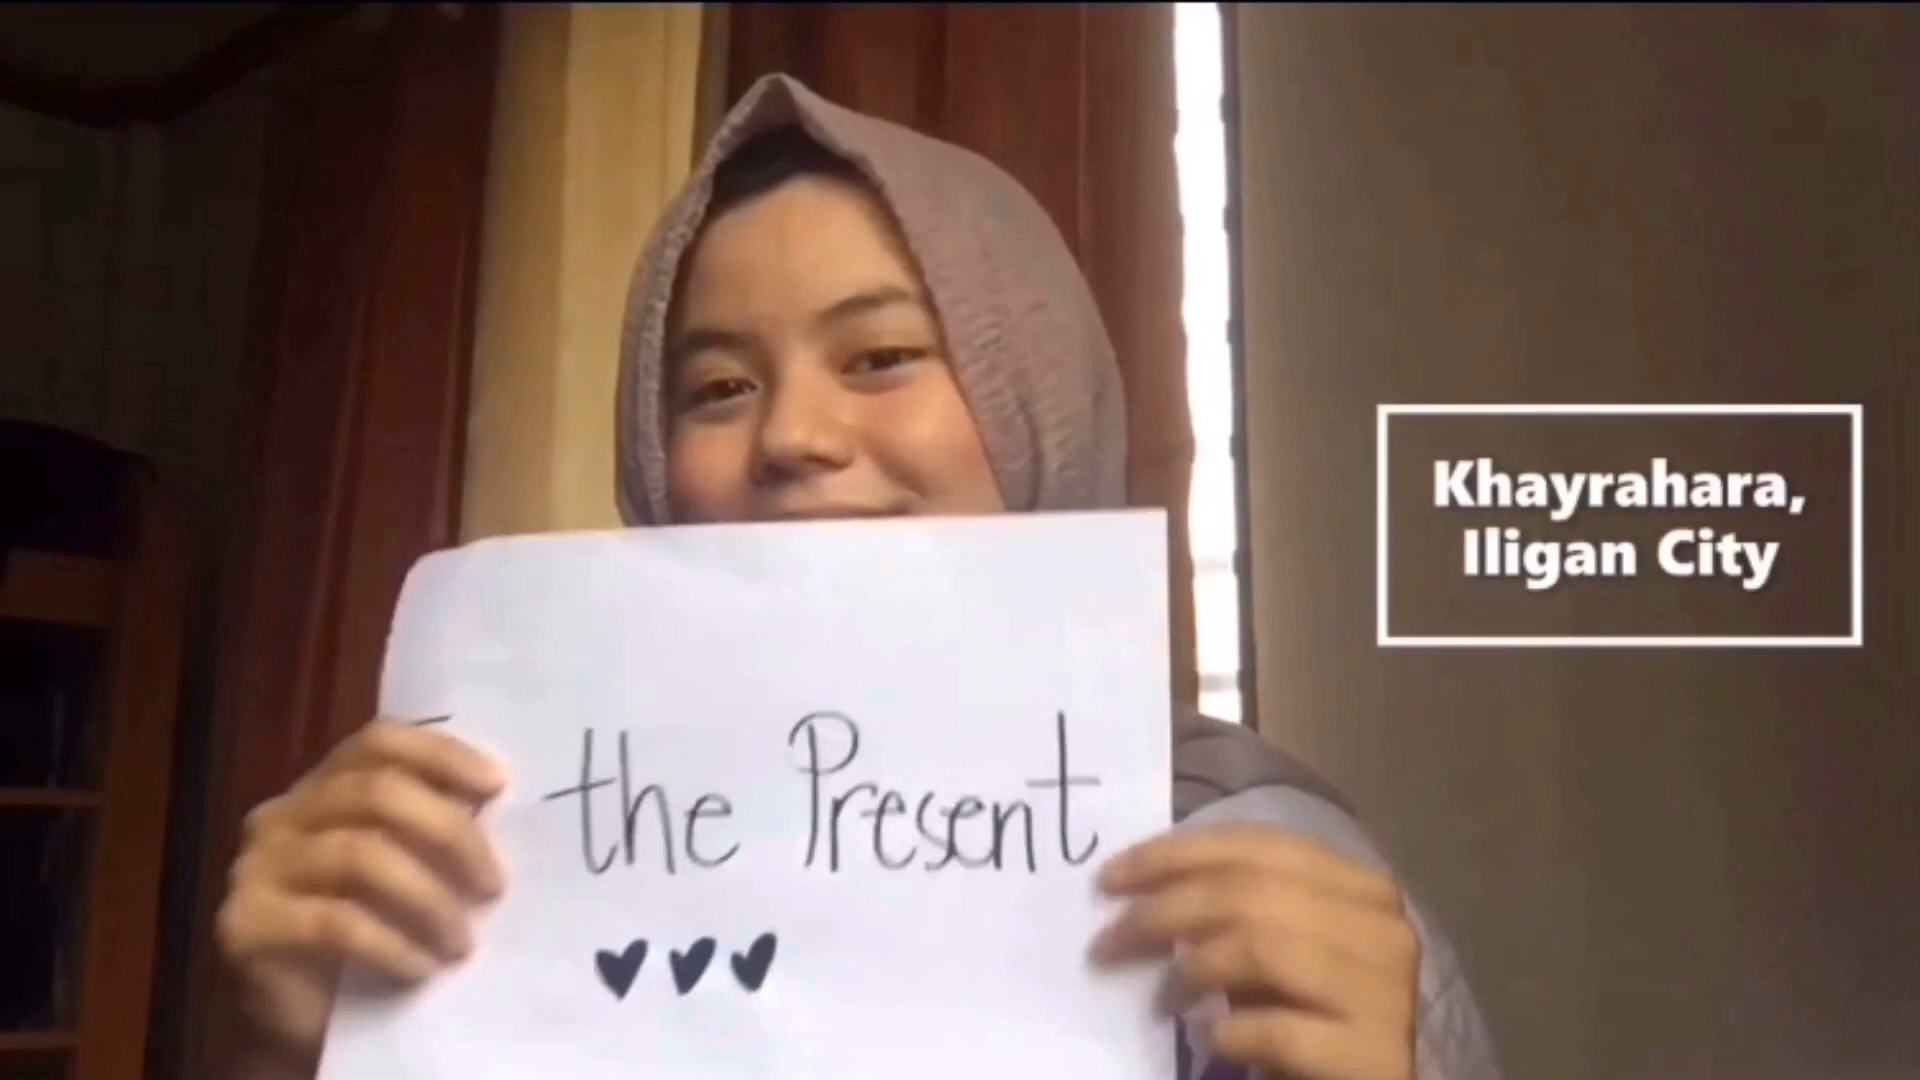 the Present
Khayrahara,
Iligan City